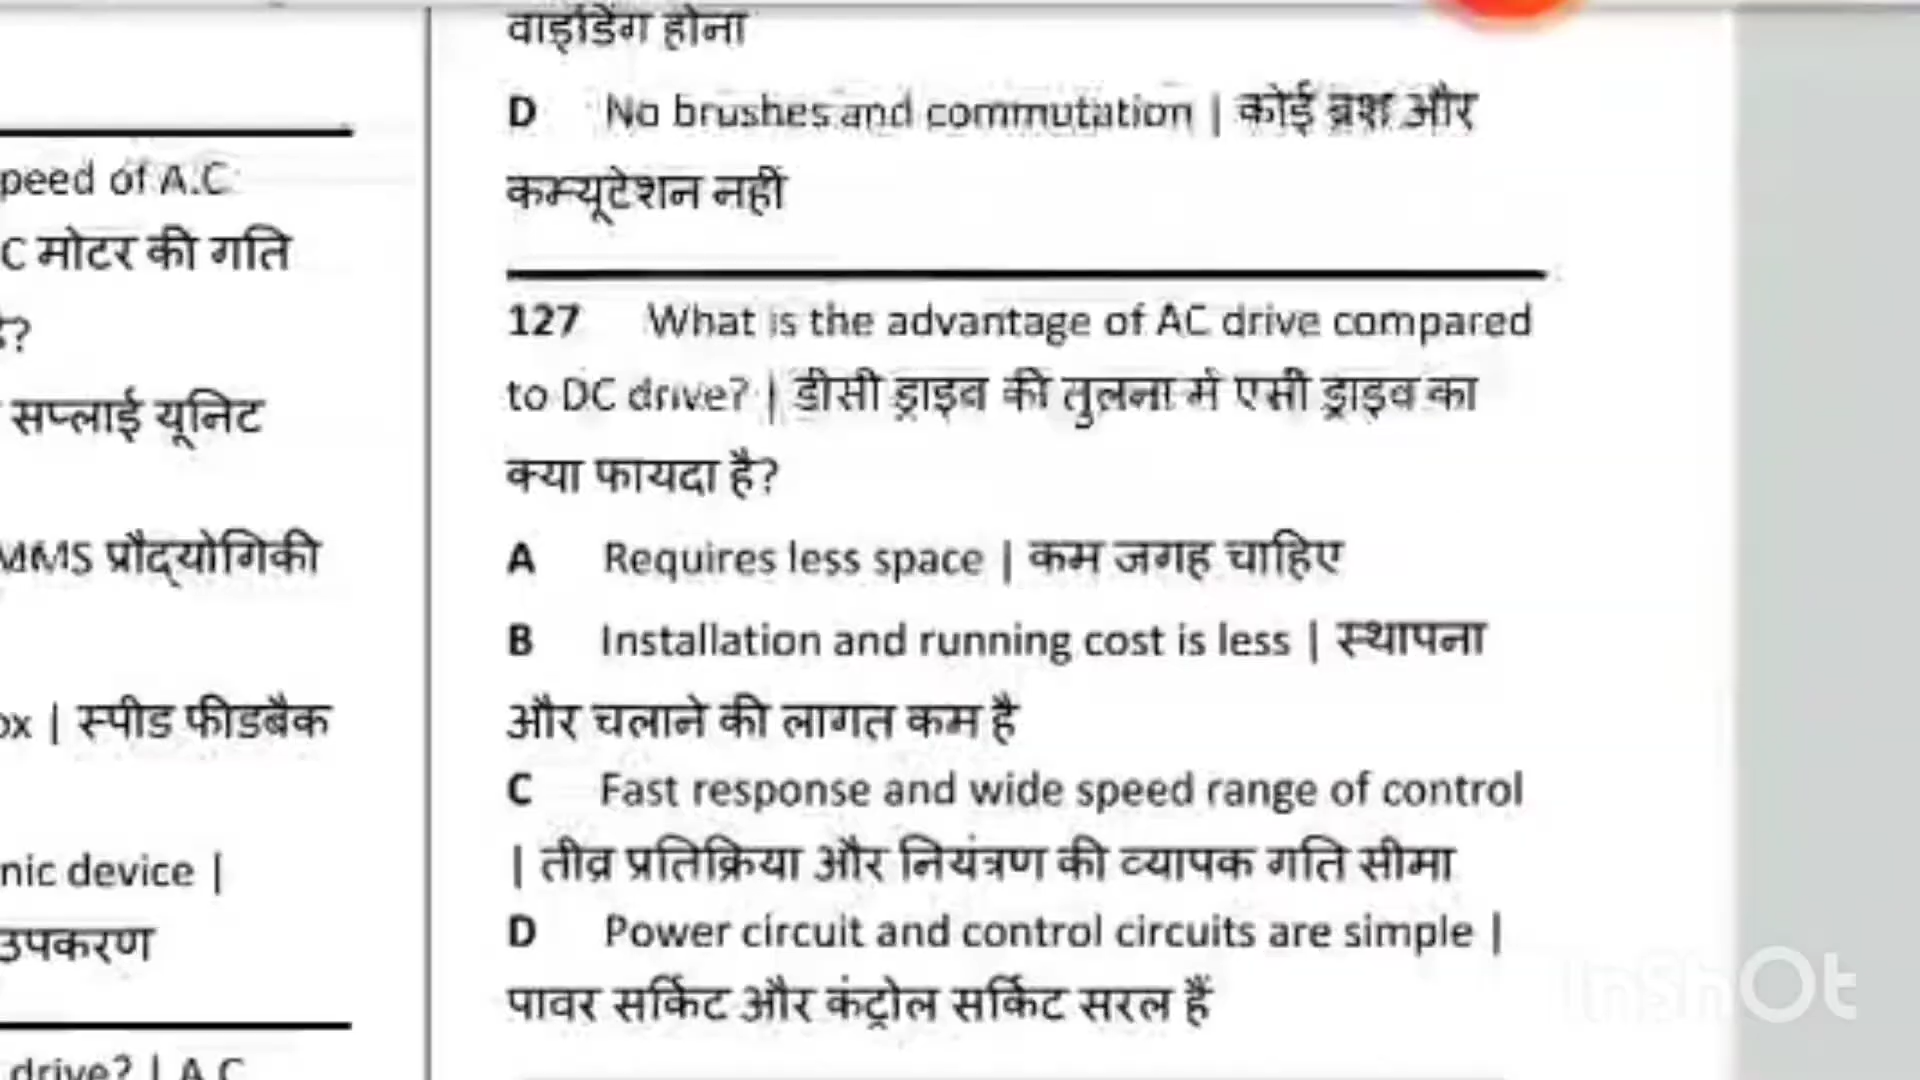 peed of A.C
C मोटर की गति
है?
सप्लाई यूनिट
MMS प्रौद्योगिकी
ox | स्पीड फीडबैक
nic device |
उपकरण
drive? | A.C
वाइंडिंग होना
D No brushes and commutation | कोई ब्रश और
कम्यूटेशन नहीं
127 What is the advantage of AC drive compared
to DC drive? | डीसी ड्राइव की तुलना में एसी ड्राइव का
क्या फायदा है?
A Requires less space | कम जगह चाहिए
B Installation and running cost is less | स्थापना
और चलाने की लागत कम है
C Fast response and wide speed range of control
| तीव्र प्रतिक्रिया और नियंत्रण की व्यापक गति सीमा
D Power circuit and control circuits are simple |
पावर सर्किट और कंट्रोल सर्किट सरल हैं
InShOt